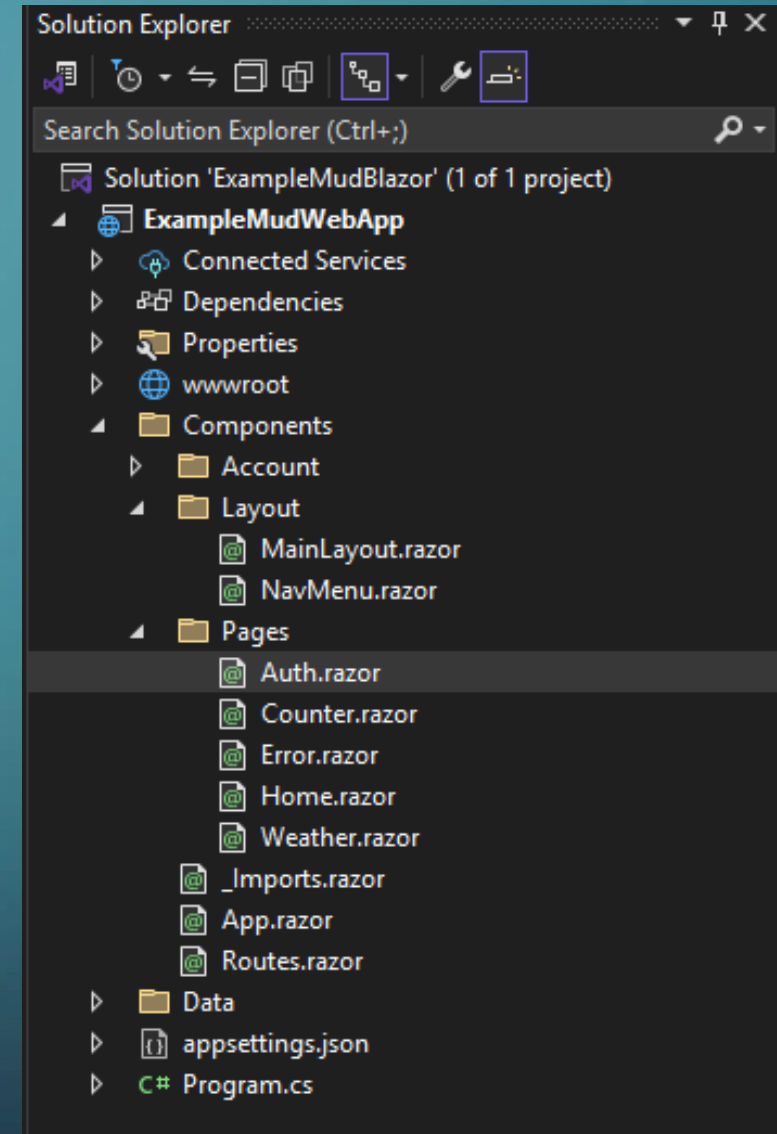 Solution Explorer
Search Solution Explorer (Ctrl+;)
Solution 'ExampleMudBlazor' (1 of 1 project)
ExampleMudWebApp
Connected Services
Dependencies
Properties
wwwroot
Components
Account
Layout
MainLayout.razor
NavMenu.razor
Pages
Auth.razor
Counter.razor
Error.razor
Home.razor
Weather.razor
_Imports.razor
App.razor
Routes.razor
Data
appsettings.json
C# Program.cs